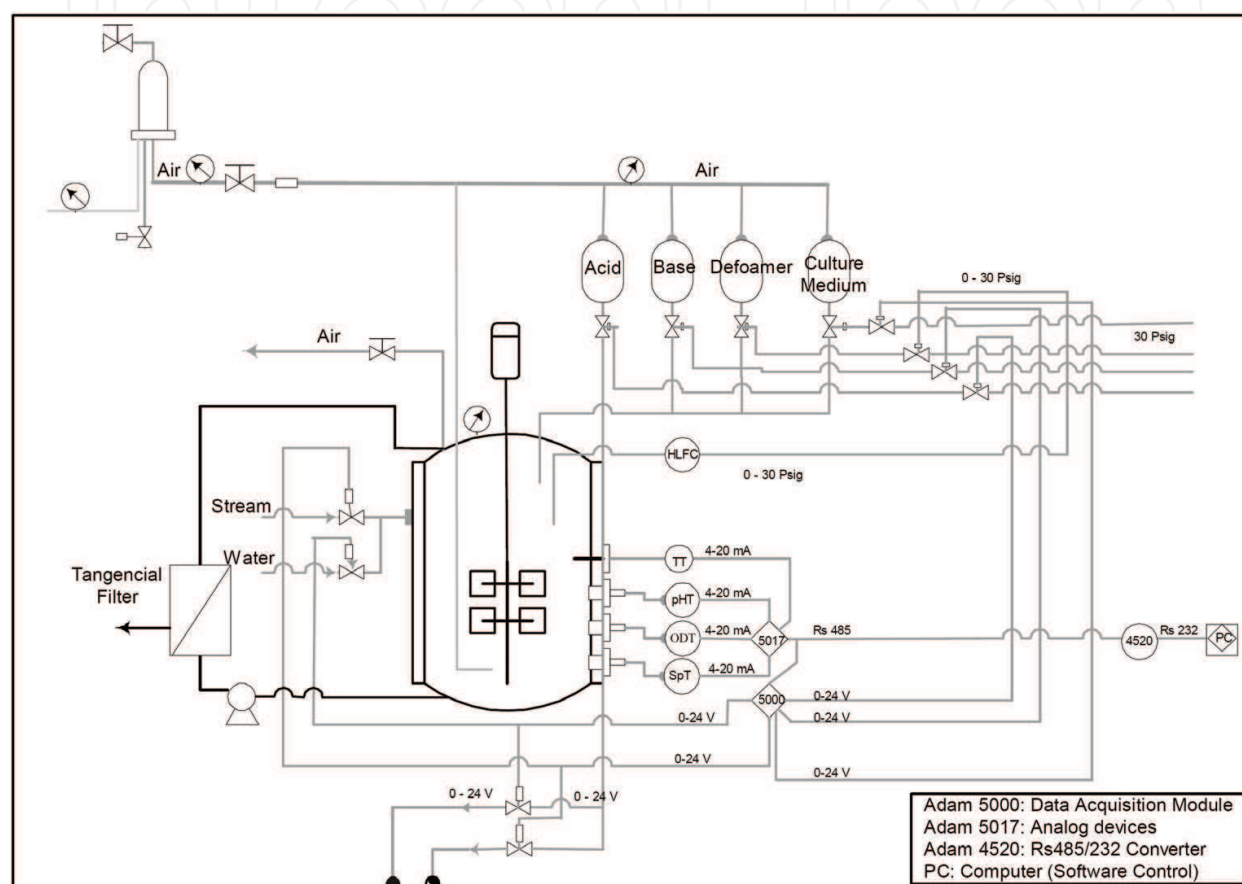 Air
Air
Acid
Base
Defoamer
Culture
Medium
0 - 30 Psig
30 Psig
Air
HLFC
0 - 30 Psig
Stream
Water
Tangencial
Filter
TT
4-20 mA
pHT
4-20 mA
ODT
4-20 mA
5017
Rs 485
4520
Rs 232
PC
SpT
4-20 mA
5000
0-24 V
0-24 V
0-24 V
0-24 V
0-24 V
0 - 24 V
0 - 24 V
Adam 5000: Data Acquisition Module
Adam 5017: Analog devices
Adam 4520: Rs485/232 Converter
PC: Computer (Software Control)